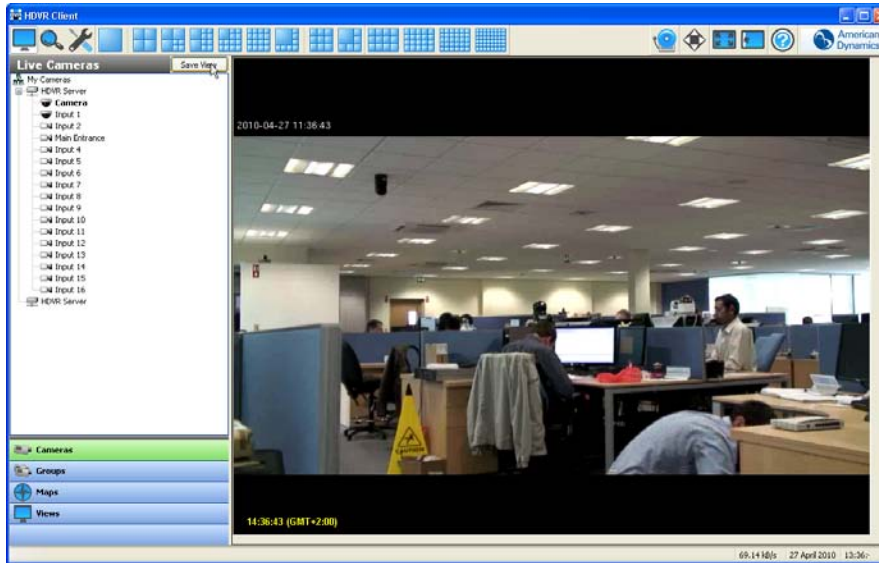 HDVR Client
American
Dynamics
Live Cameras
Save View
My Cameras
HDVR Server
Camera
Input 1
Input 2
Main Entrance
Input 4
Input 5
Input 6
Input 7
Input 8
Input 9
Input 10
Input 11
Input 12
Input 13
Input 14
Input 15
Input 16
HDVR Server
2010-04-27 11:36:43
CAUTION
14:36:43 (GMT+2:00)
Cameras
Groups
Maps
Views
69.14 kB/s
27 April 2010